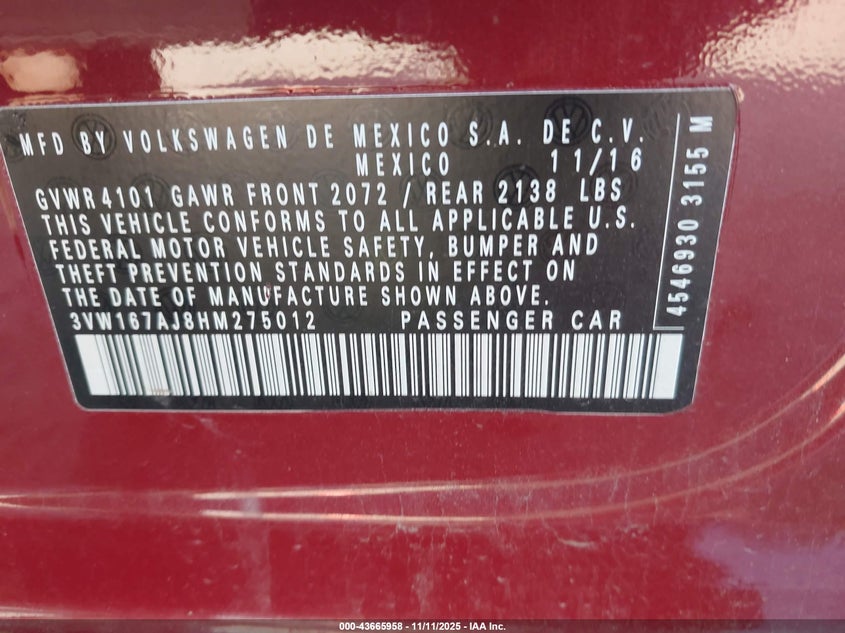 MFD BY VOLKSWAGEN DE MEXICO S.A. DE C.V.
MEXICO 11/16
GVWR 4101 GAWR FRONT 2072 / REAR 2138 LBS
THIS VEHICLE CONFORMS TO ALL APPLICABLE U.S.
FEDERAL MOTOR VEHICLE SAFETY, BUMPER AND
THEFT PREVENTION STANDARDS IN EFFECT ON
THE DATE OF MANUFACTURE SHOWN ABOVE.
3VW167AJ8HM275012 PASSENGER CAR
4546930 3155 M
000-43665958 - 11/11/2025 - IAA Inc.